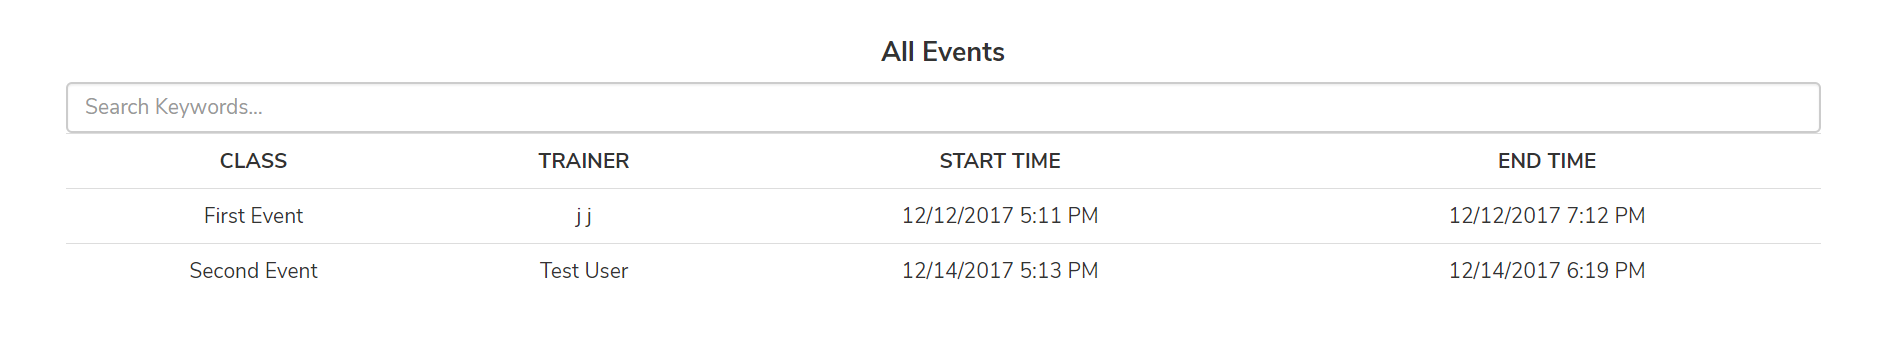 All Events
Search Keywords...
CLASS TRAINER START TIME END TIME
First Event j j 12/12/2017 5:11 PM 12/12/2017 7:12 PM
Second Event Test User 12/14/2017 5:13 PM 12/14/2017 6:19 PM